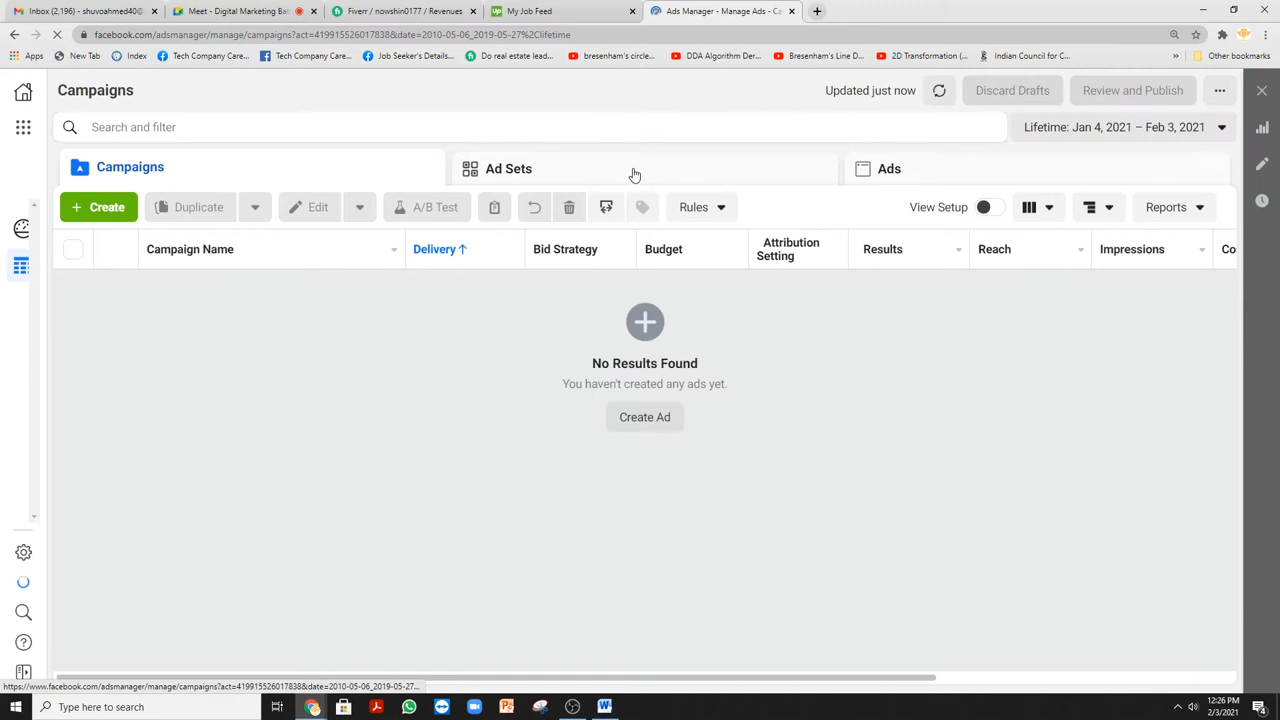 Inbox (2,196) - shuvoahmed40@
Meet - Digital Marketing Bat
Fiverr / nowshin0177 / Revenues
My Job Feed
Ads Manager - Manage Ads - Ca
facebook.com/adsmanager/manage/campaigns?act=419915526017838&date=2010-05-06_2019-05-27%2Clifetime
Apps
New Tab
Index
Tech Company Care...
Tech Company Care...
Job Seeker's Details...
Do real estate lead...
bresenham's circle...
DDA Algorithm Der...
Bresenham's Line D...
2D Transformation (...
Indian Council for C...
»
Other bookmarks
Campaigns
Updated just now
Discard Drafts
Review and Publish
Search and filter
Lifetime: Jan 4, 2021 – Feb 3, 2021
Campaigns
Ad Sets
Ads
+ Create
Duplicate
Edit
A/B Test
Rules
View Setup
Reports
Campaign Name
Delivery ↑
Bid Strategy
Budget
Attribution
Setting
Results
Reach
Impressions
Co
No Results Found
You haven't created any ads yet.
Create Ad
https://www.facebook.com/adsmanager/manage/campaigns?act=419915526017838&date=2010-05-06_2019-05-27...
Type here to search
12:26 PM
2/3/2021